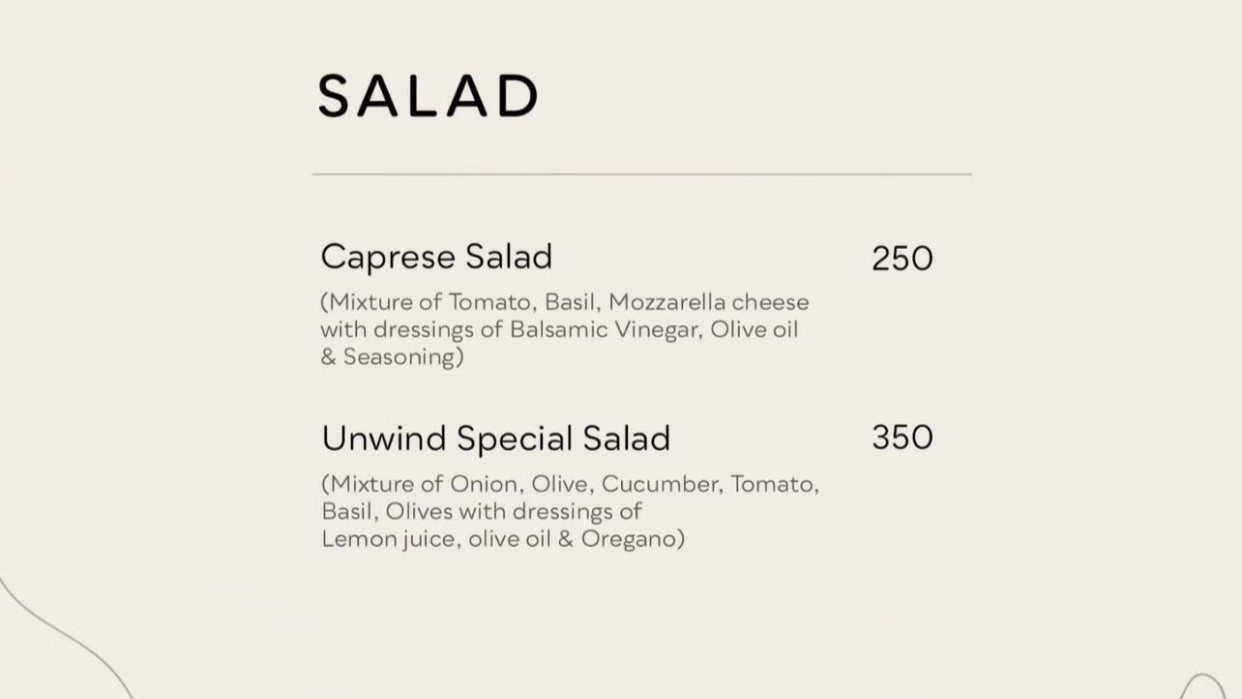 SALAD
Caprese Salad 250
(Mixture of Tomato, Basil, Mozzarella cheese
with dressings of Balsamic Vinegar, Olive oil
& Seasoning)
Unwind Special Salad 350
(Mixture of Onion, Olive, Cucumber, Tomato,
Basil, Olives with dressings of
Lemon juice, olive oil & Oregano)